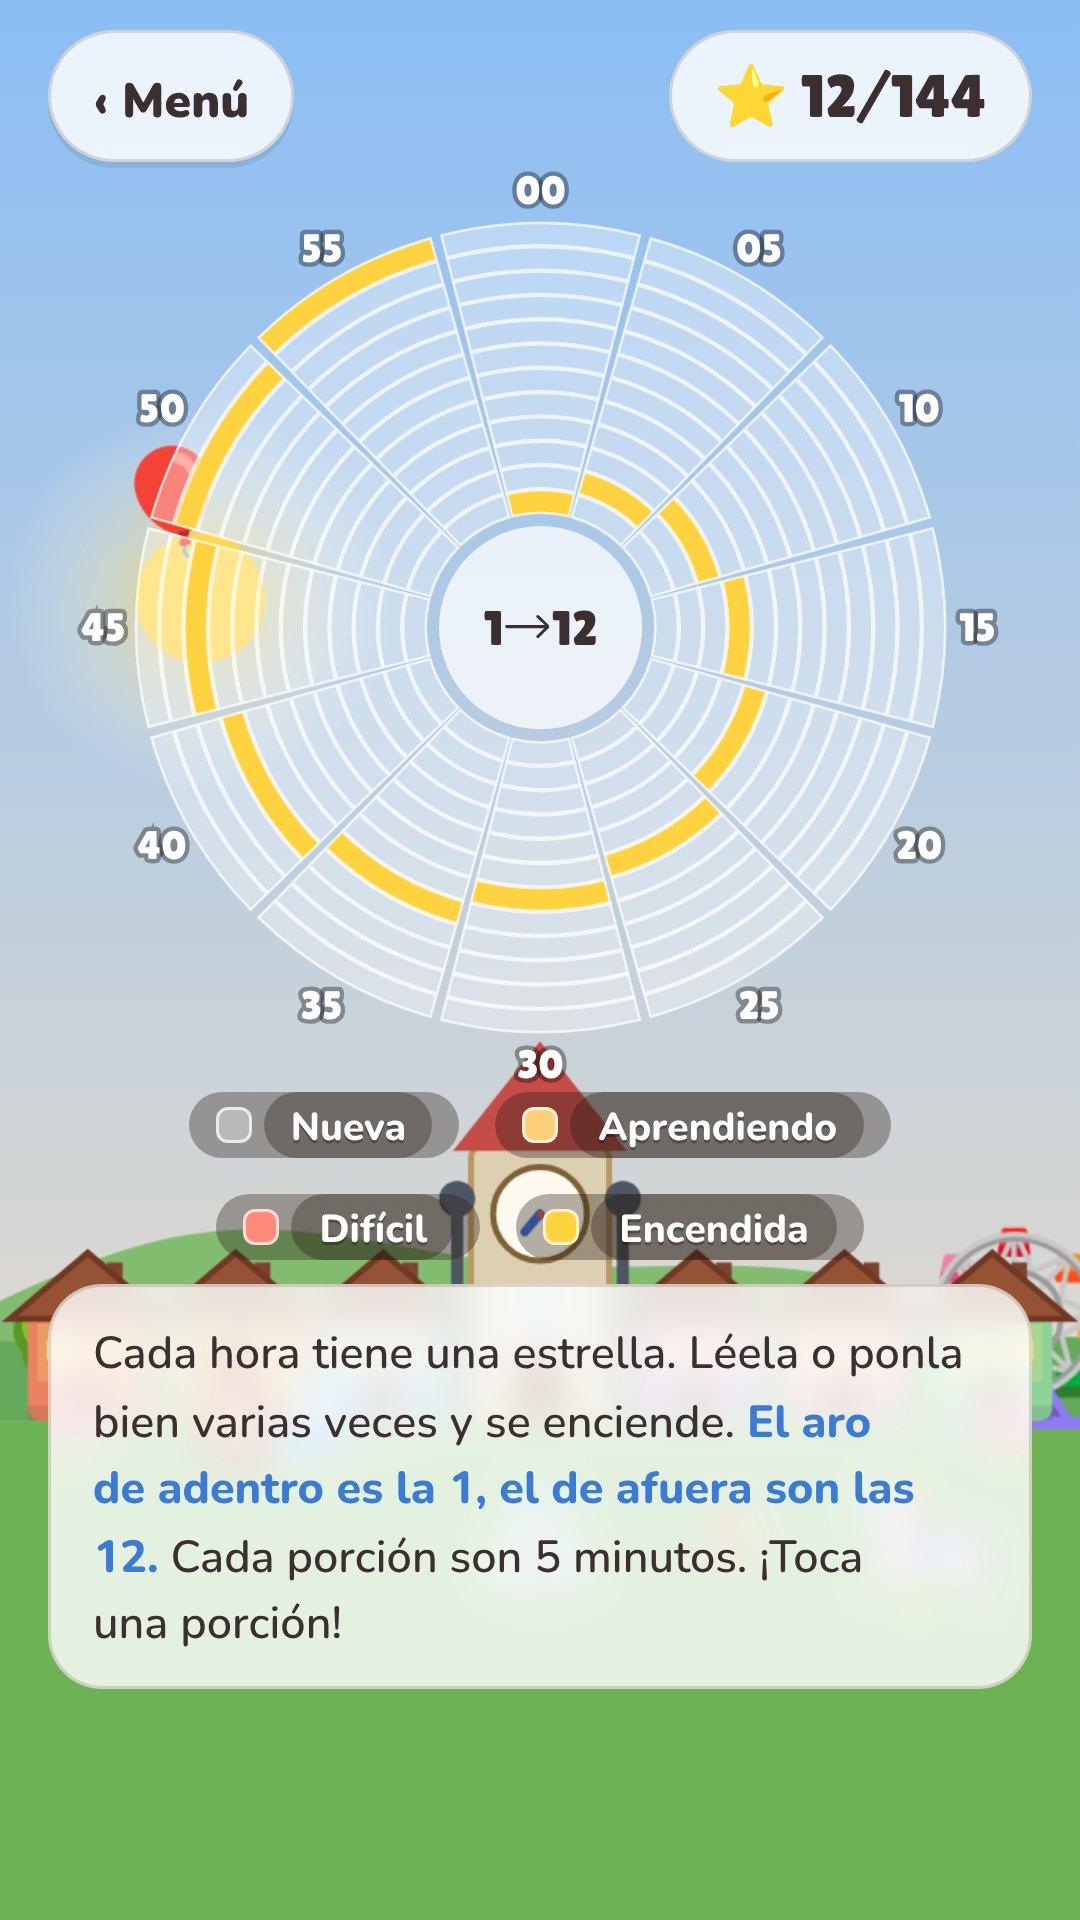 ‹ Menú
12/144
00
55
05
50
10
45
1→12
15
40
20
35
25
30
Nueva
Aprendiendo
Difícil
Encendida
Cada hora tiene una estrella. Léela o ponla
bien varias veces y se enciende. El aro
de adentro es la 1, el de afuera son las
12. Cada porción son 5 minutos. ¡Toca
una porción!